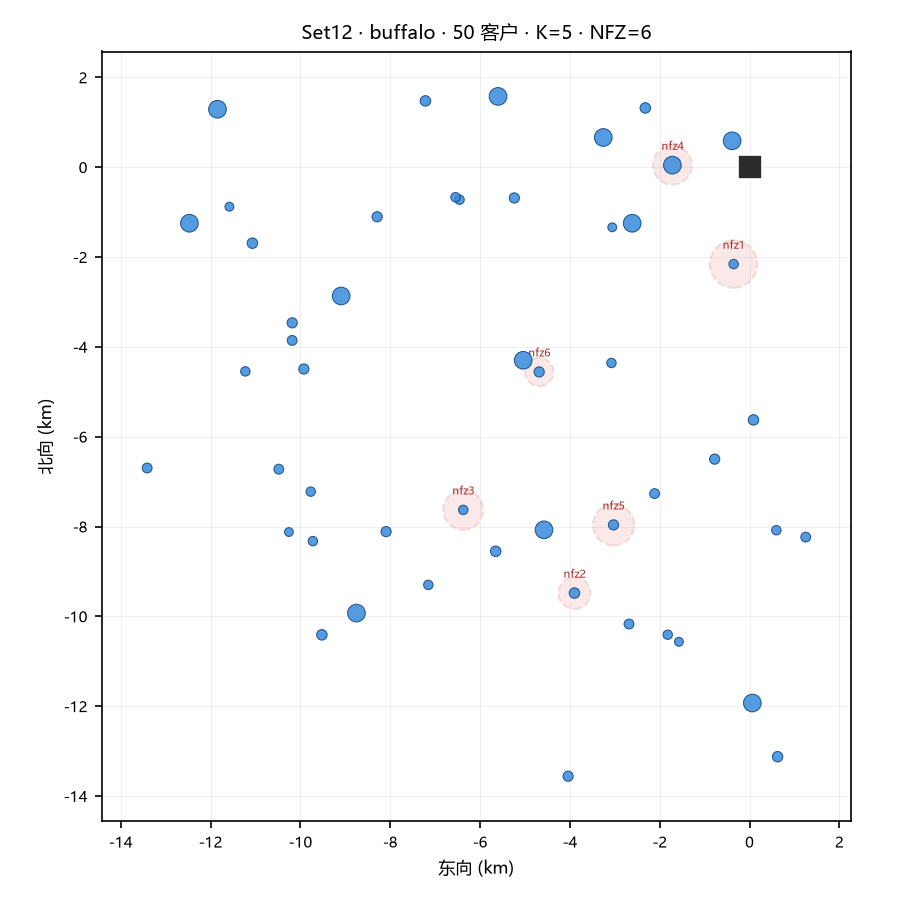 Set12 · buffalo · 50 客户 · K=5 · NFZ=6
2
0
-2
-4
-6
-8
-10
-12
-14
北向 (km)
nfz4
nfz1
nfz6
nfz3
nfz5
nfz2
-14
-12
-10
-8
-6
-4
-2
0
2
东向 (km)